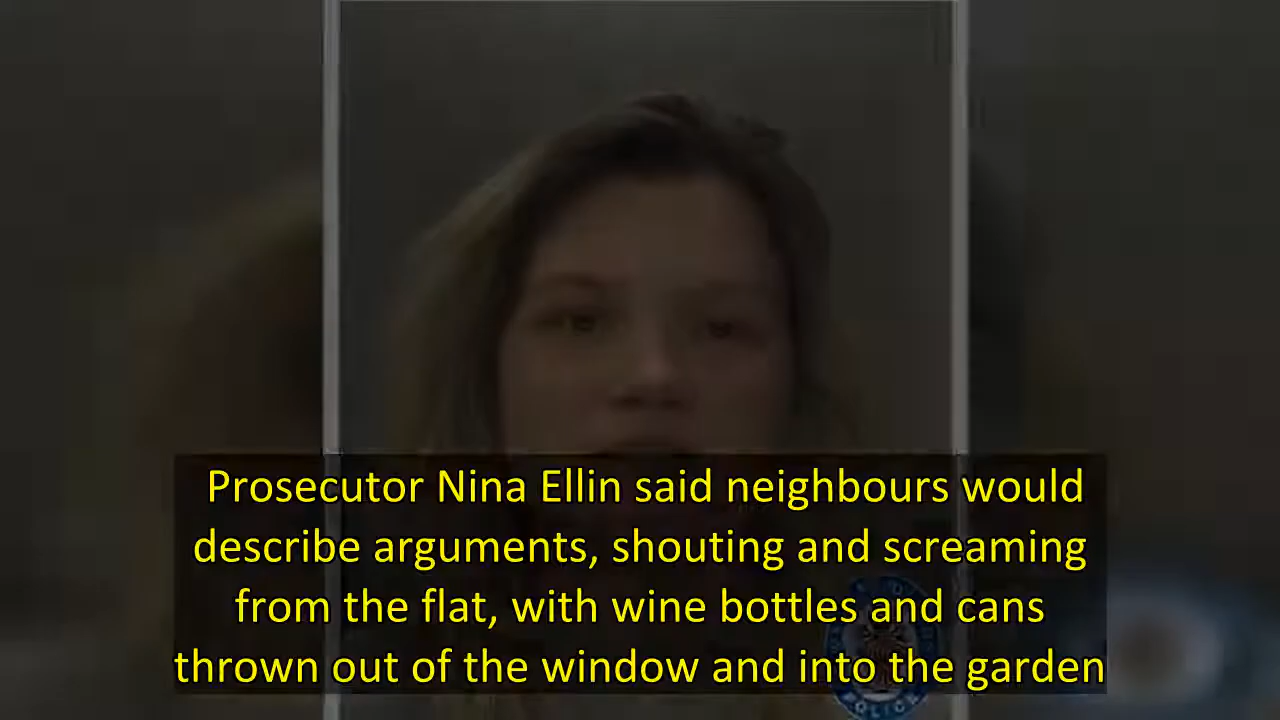 Prosecutor Nina Ellin said neighbours would
describe arguments, shouting and screaming
from the flat, with wine bottles and cans
thrown out of the window and into the garden
POLICE